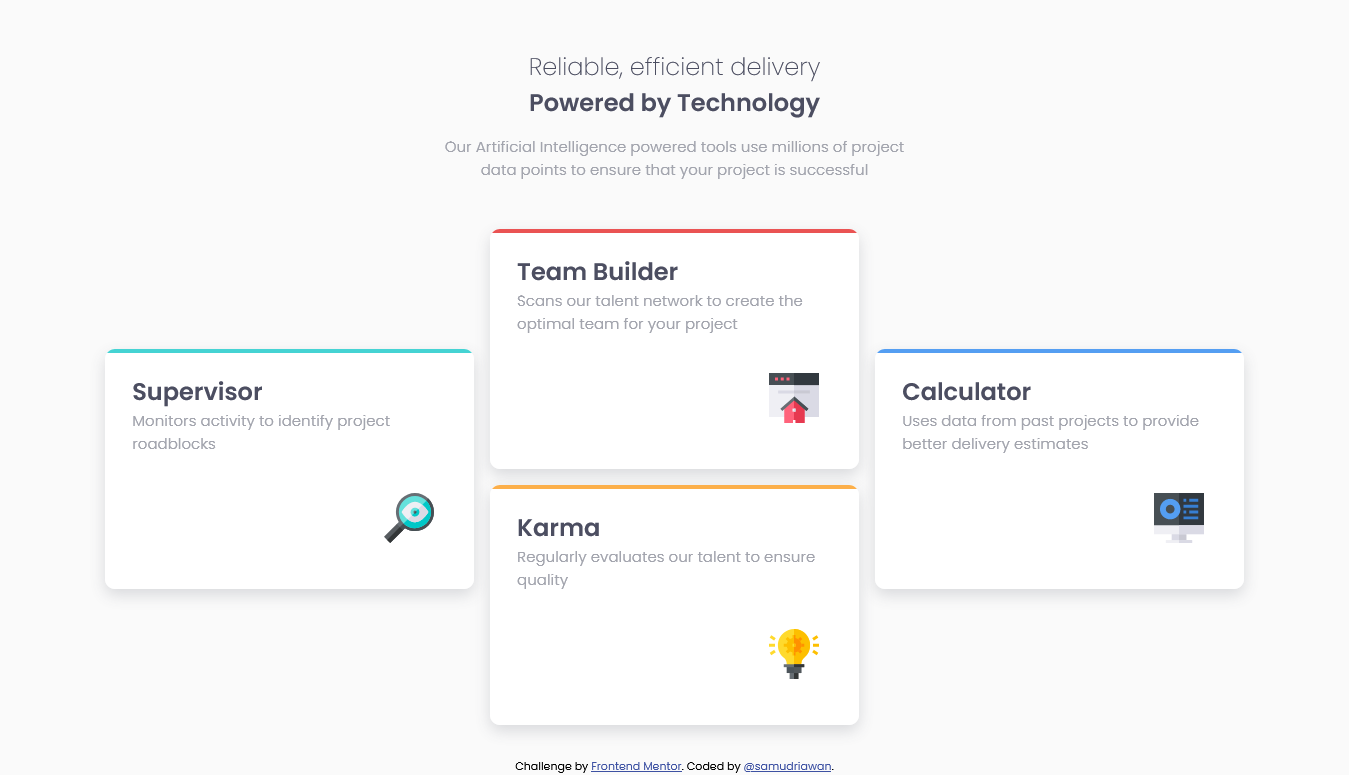 Reliable, efficient delivery
Powered by Technology
Our Artificial Intelligence powered tools use millions of project
data points to ensure that your project is successful
Team Builder
Scans our talent network to create the
optimal team for your project
Supervisor
Monitors activity to identify project
roadblocks
Calculator
Uses data from past projects to provide
better delivery estimates
Karma
Regularly evaluates our talent to ensure
quality
Challenge by Frontend Mentor. Coded by @samudriawan.